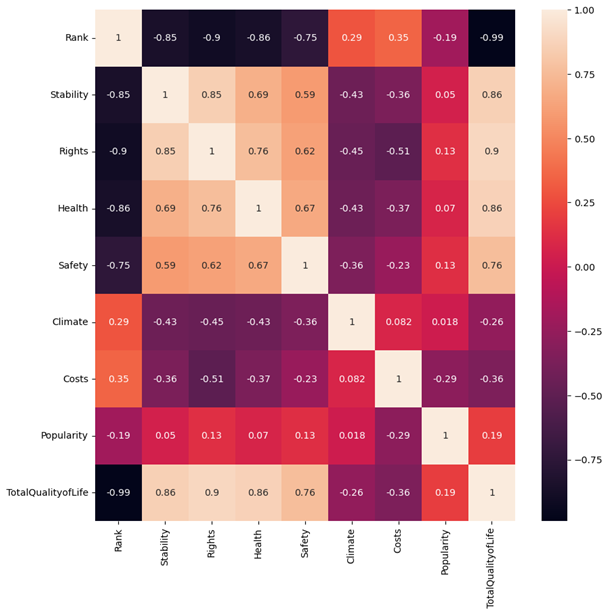 Rank 1 -0.85 -0.9 -0.86 -0.75 0.29 0.35 -0.19 -0.99
Stability -0.85 1 0.85 0.69 0.59 -0.43 -0.36 0.05 0.86
Rights -0.9 0.85 1 0.76 0.62 -0.45 -0.51 0.13 0.9
Health -0.86 0.69 0.76 1 0.67 -0.43 -0.37 0.07 0.86
Safety -0.75 0.59 0.62 0.67 1 -0.36 -0.23 0.13 0.76
Climate 0.29 -0.43 -0.45 -0.43 -0.36 1 0.082 0.018 -0.26
Costs 0.35 -0.36 -0.51 -0.37 -0.23 0.082 1 -0.29 -0.36
Popularity -0.19 0.05 0.13 0.07 0.13 0.018 -0.29 1 0.19
TotalQualityofLife -0.99 0.86 0.9 0.86 0.76 -0.26 -0.36 0.19 1
Rank
Stability
Rights
Health
Safety
Climate
Costs
Popularity
TotalQualityofLife
1.00
0.75
0.50
0.25
0.00
-0.25
-0.50
-0.75